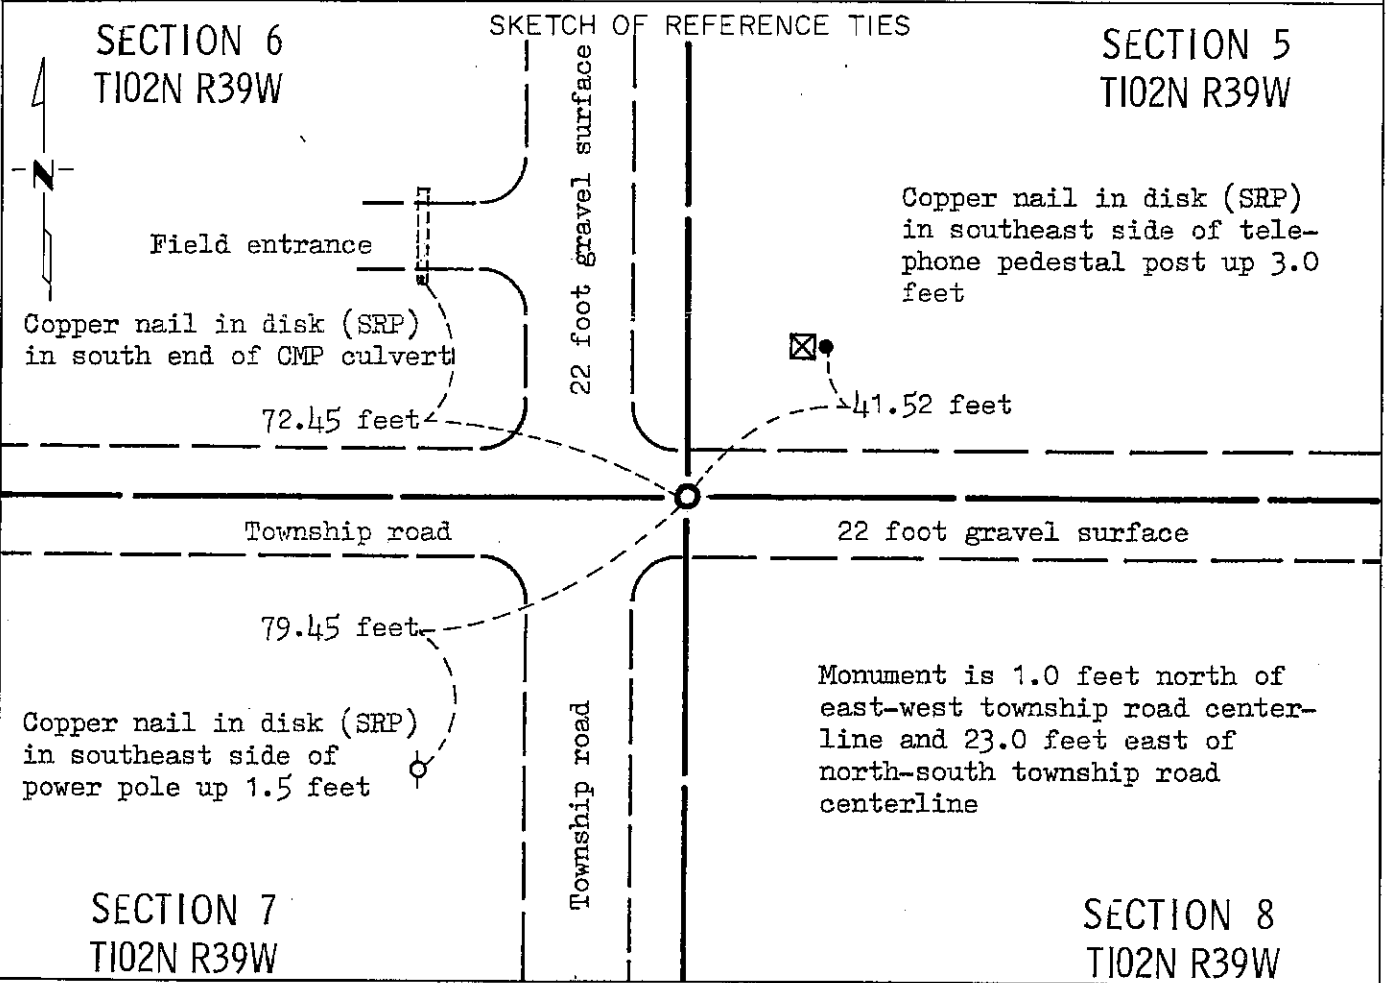 SKETCH OF REFERENCE TIES
SECTION 6
T102N R39W
SECTION 5
T102N R39W
N
22 foot gravel surface
Field entrance
Copper nail in disk (SRP)
in south end of CMP culvert
72.45 feet
Copper nail in disk (SRP)
in southeast side of tele-
phone pedestal post up 3.0
feet
41.52 feet
Township road
22 foot gravel surface
79.45 feet
Copper nail in disk (SRP)
in southeast side of
power pole up 1.5 feet
Township road
Monument is 1.0 feet north of
east-west township road center-
line and 23.0 feet east of
north-south township road
centerline
SECTION 7
T102N R39W
SECTION 8
T102N R39W